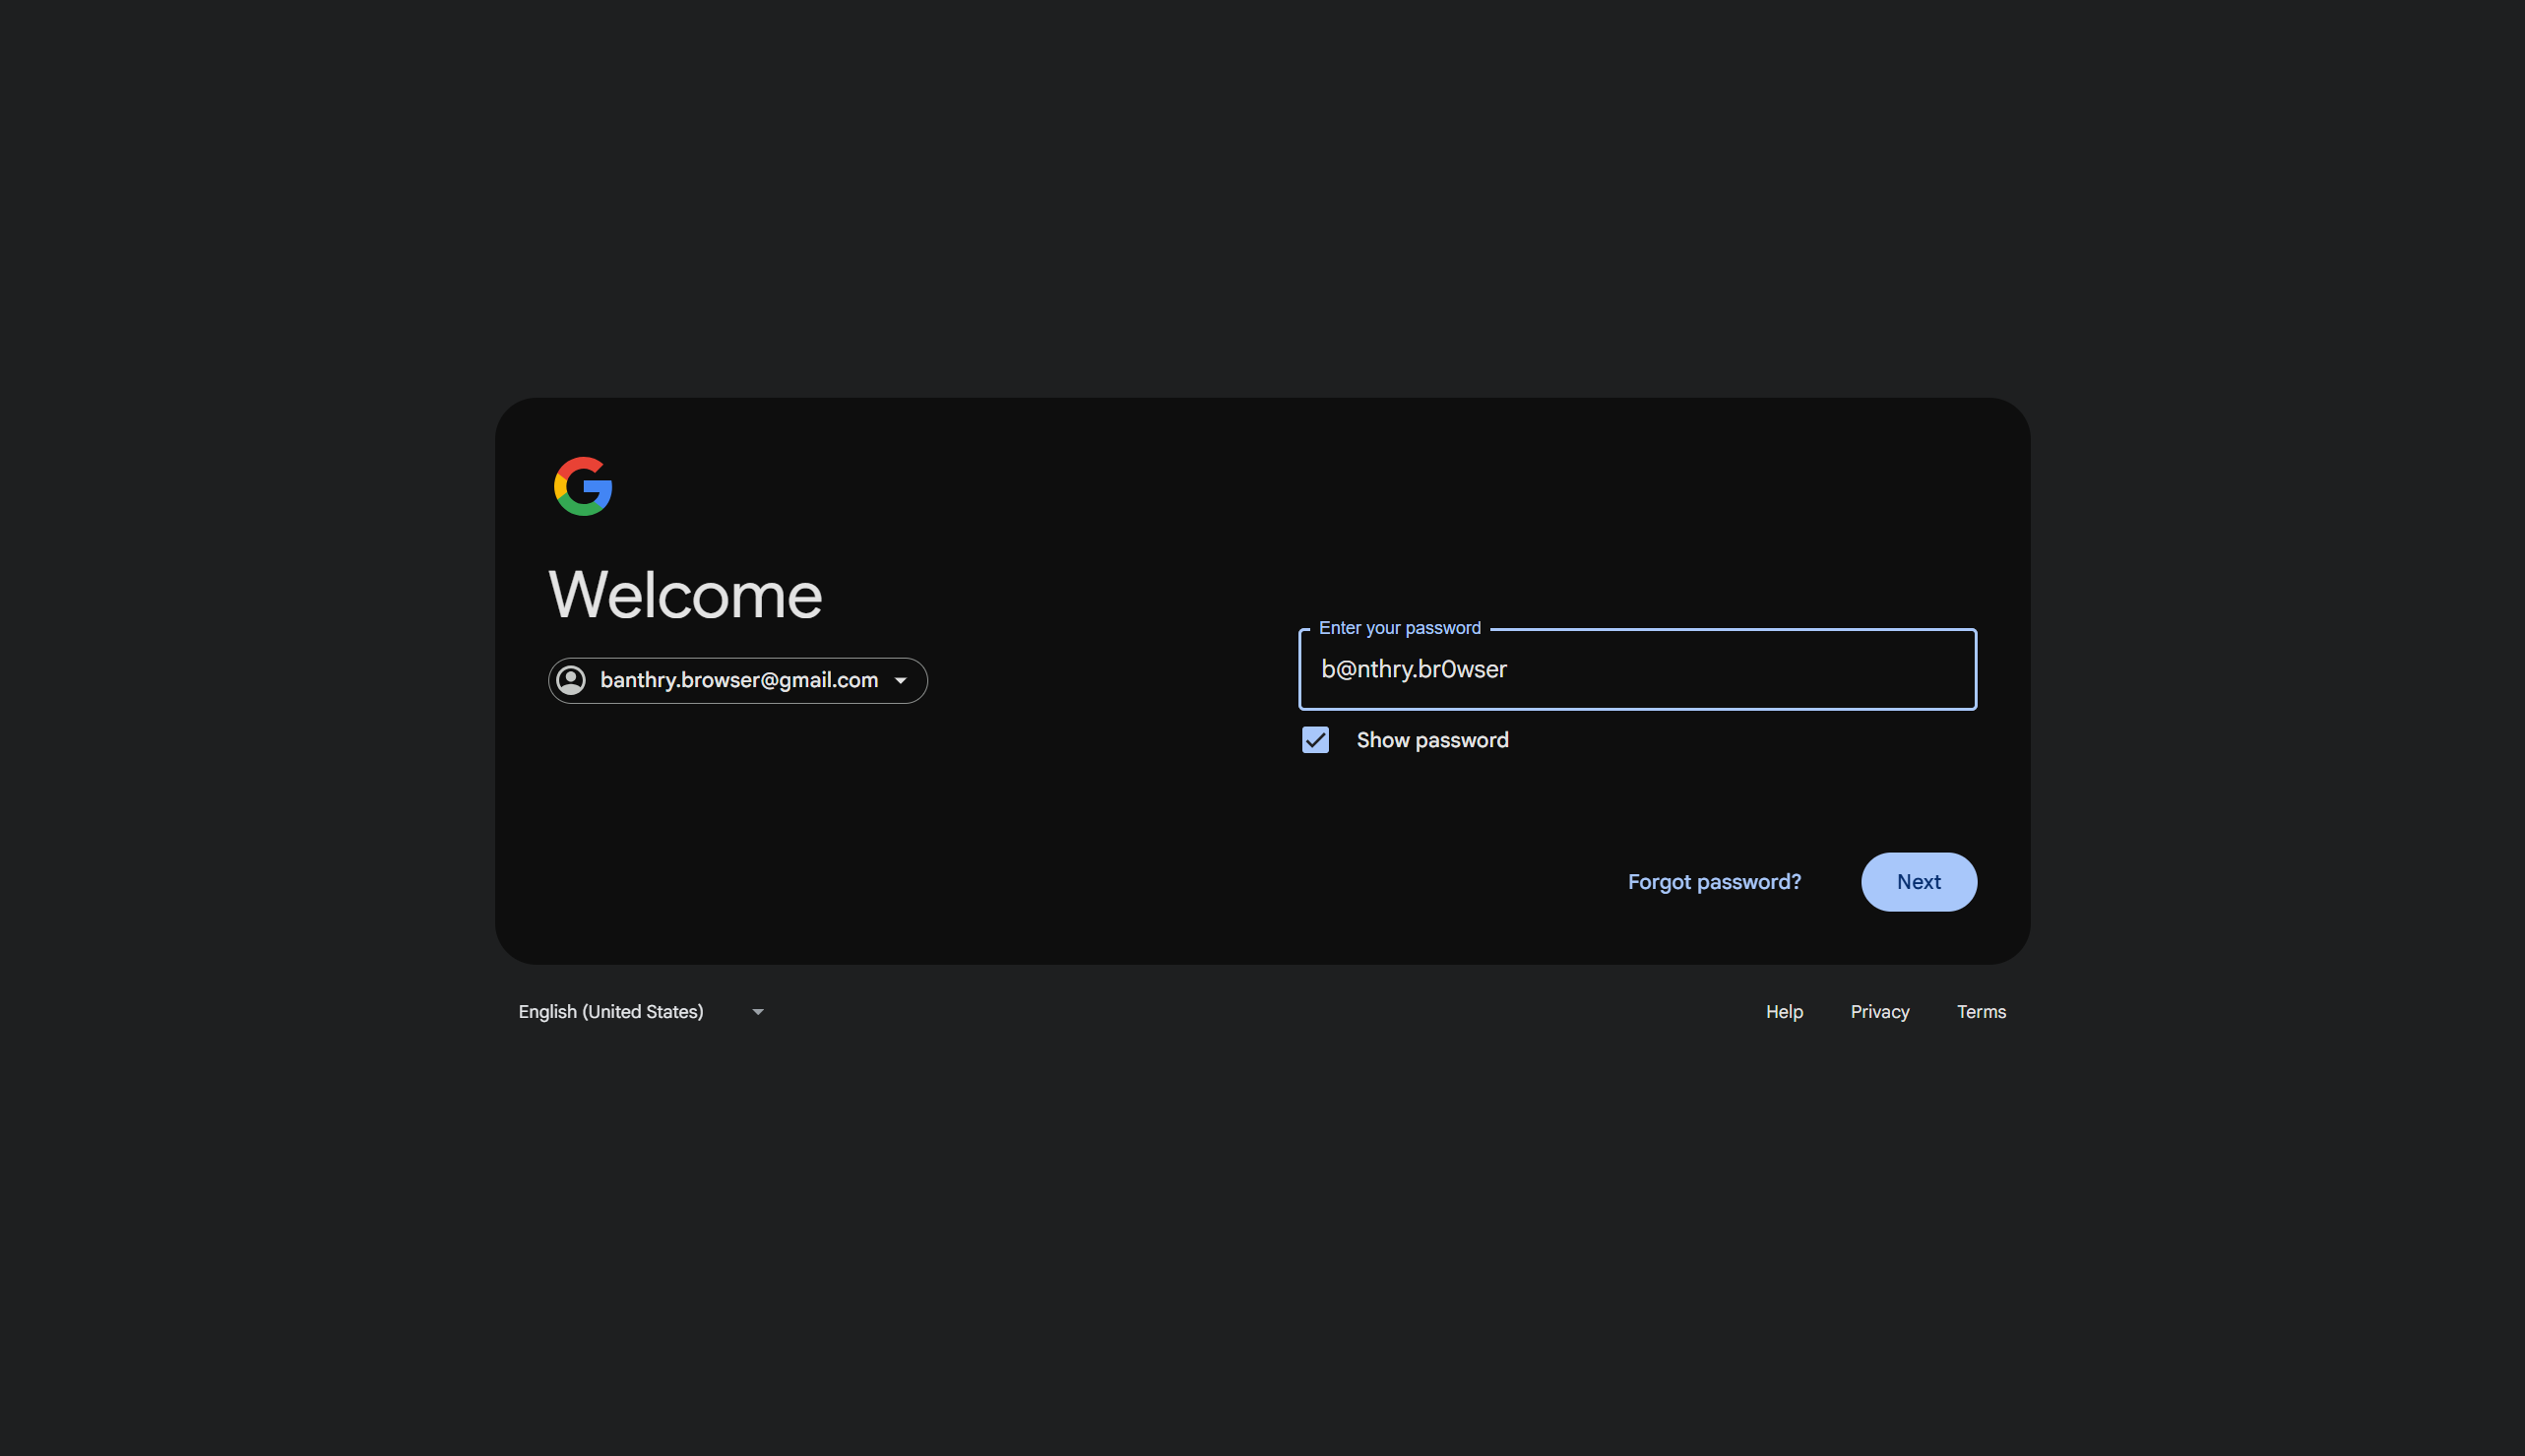 Welcome
banthry.browser@gmail.com
Enter your password
b@nthry.br0wser
Show password
Forgot password?
Next
English (United States)
Help
Privacy
Terms